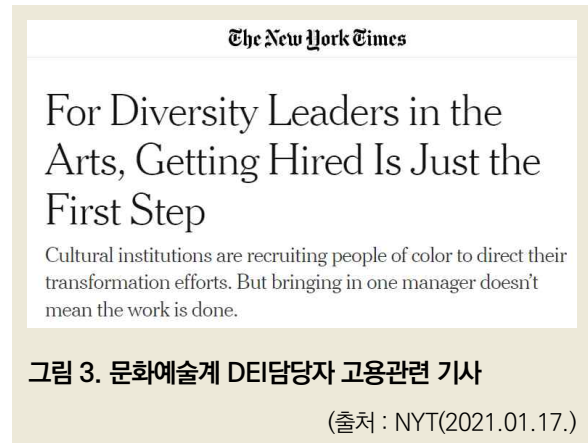 The New York Times
For Diversity Leaders in the
Arts, Getting Hired Is Just the
First Step
Cultural institutions are recruiting people of color to direct their
transformation efforts. But bringing in one manager doesn’t
mean the work is done.
그림 3. 문화예술계 DEI담당자 고용관련 기사
(출처 : NYT(2021.01.17.)